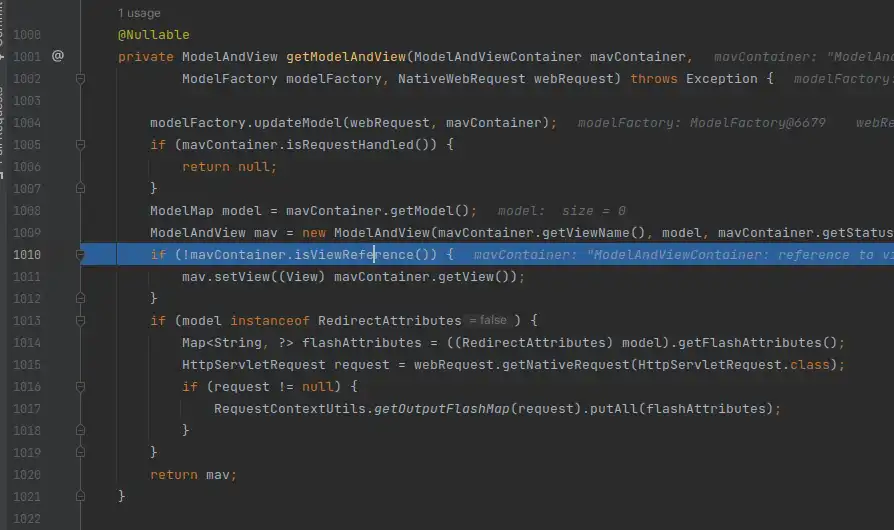 1 usage
1000 @Nullable
1001 @ private ModelAndView getModelAndView(ModelAndViewContainer mavContainer, mavContainer: "ModelAnd
1002 ModelFactory modelFactory, NativeWebRequest webRequest) throws Exception { modelFactory:
1003
1004 modelFactory.updateModel(webRequest, mavContainer); modelFactory: ModelFactory@6679 webRe
1005 if (mavContainer.isRequestHandled()) {
1006 return null;
1007 }
1008 ModelMap model = mavContainer.getModel(); model: size = 0
1009 ModelAndView mav = new ModelAndView(mavContainer.getViewName(), model, mavContainer.getStatus
1010 if (!mavContainer.isViewReference()) { mavContainer: "ModelAndViewContainer: reference to vi
1011 mav.setView((View) mavContainer.getView());
1012 }
1013 if (model instanceof RedirectAttributes = false ) {
1014 Map<String, ?> flashAttributes = ((RedirectAttributes) model).getFlashAttributes();
1015 HttpServletRequest request = webRequest.getNativeRequest(HttpServletRequest.class);
1016 if (request != null) {
1017 RequestContextUtils.getOutputFlashMap(request).putAll(flashAttributes);
1018 }
1019 }
1020 return mav;
1021 }
1022